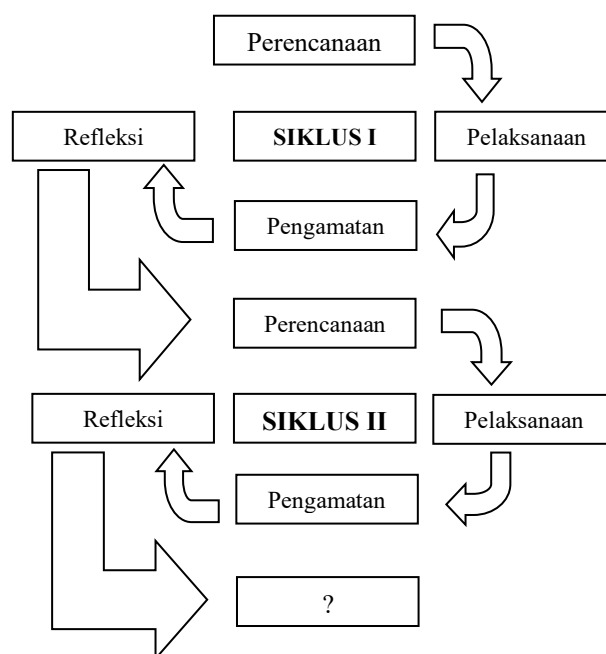 Perencanaan
Refleksi
SIKLUS I
Pelaksanaan
Pengamatan
Perencanaan
Refleksi
SIKLUS II
Pelaksanaan
Pengamatan
?